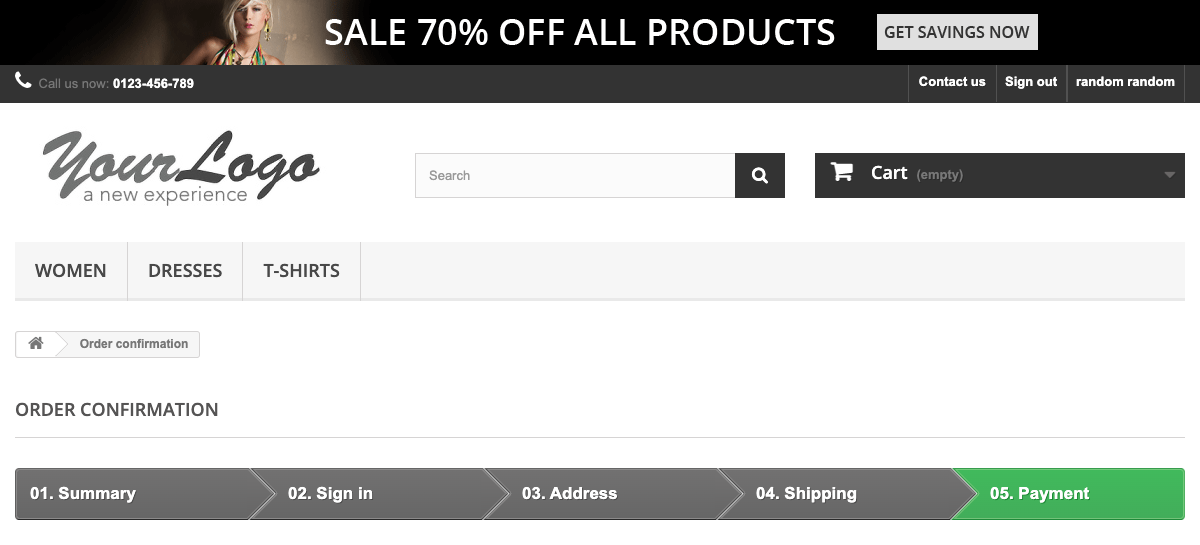 SALE 70% OFF ALL PRODUCTS
GET SAVINGS NOW
Call us now: 0123-456-789
Contact us
Sign out
random random
YourLogo
a new experience
Search
Cart (empty)
WOMEN
DRESSES
T-SHIRTS
Order confirmation
ORDER CONFIRMATION
01. Summary
02. Sign in
03. Address
04. Shipping
05. Payment